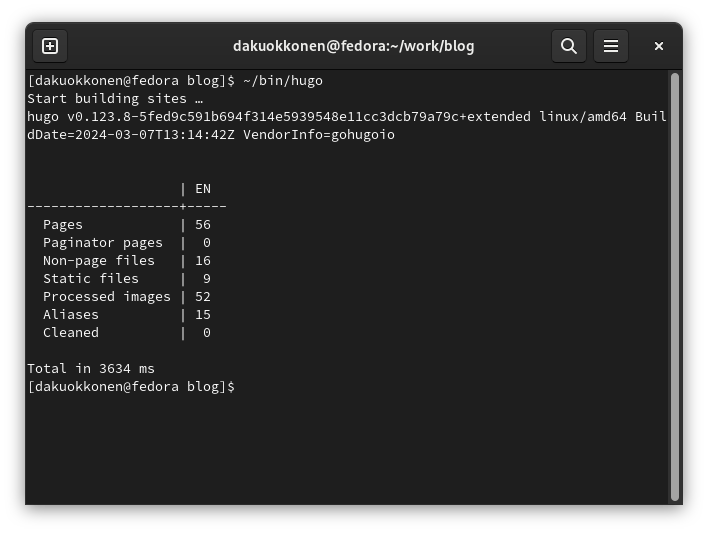 dakuokkonen@fedora:~/work/blog
[dakuokkonen@fedora blog]$ ~/bin/hugo
Start building sites …
hugo v0.123.8-5fed9c591b694f314e5939548e11cc3dcb79a79c+extended linux/amd64 Buil
dDate=2024-03-07T13:14:42Z VendorInfo=gohugoio
                   | EN
-------------------+-----
  Pages            | 56
  Paginator pages  |  0
  Non-page files   | 16
  Static files     |  9
  Processed images | 52
  Aliases          | 15
  Cleaned          |  0
Total in 3634 ms
[dakuokkonen@fedora blog]$